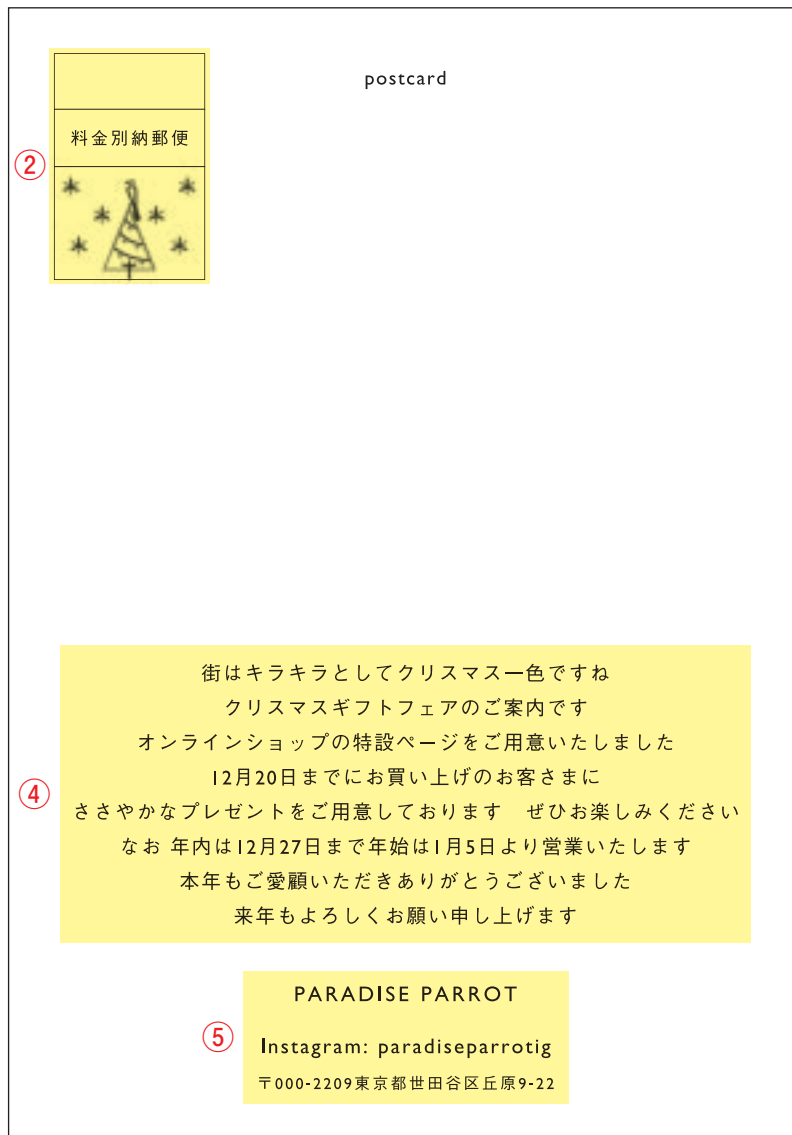 postcard
料金別納郵便
②
街はキラキラとしてクリスマス一色ですね
クリスマスギフトフェアのご案内です
オンラインショップの特設ページをご用意いたしました
12月20日までにお買い上げのお客さまに
④
ささやかなプレゼントをご用意しております　ぜひお楽しみください
なお 年内は12月27日まで年始は1月5日より営業いたします
本年もご愛顧いただきありがとうございました
来年もよろしくお願い申し上げます
PARADISE PARROT
⑤
Instagram: paradiseparrotig
〒000-2209東京都世田谷区丘原9-22